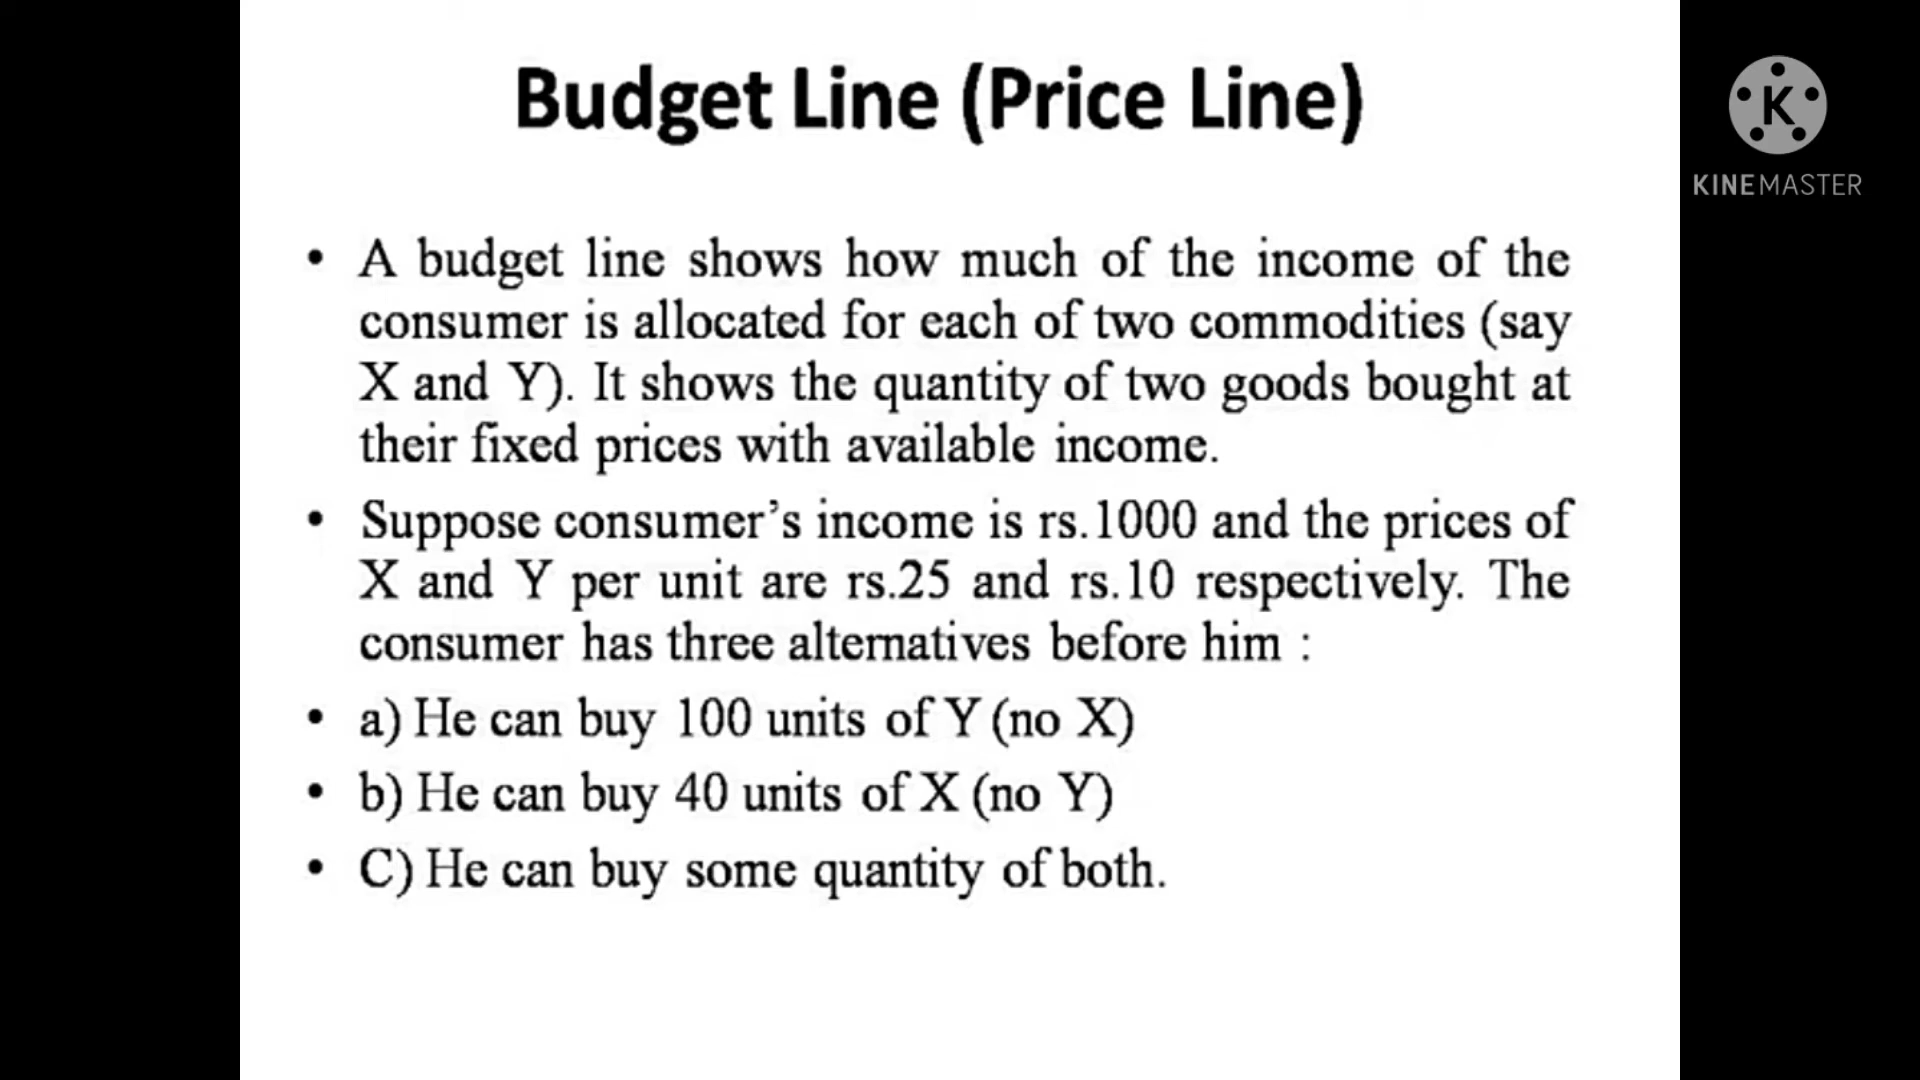 Budget Line (Price Line)
K
KINEMASTER
• A budget line shows how much of the income of the
consumer is allocated for each of two commodities (say
X and Y). It shows the quantity of two goods bought at
their fixed prices with available income.
• Suppose consumer's income is rs.1000 and the prices of
X and Y per unit are rs.25 and rs.10 respectively. The
consumer has three alternatives before him :
• a) He can buy 100 units of Y (no X)
• b) He can buy 40 units of X (no Y)
• C) He can buy some quantity of both.